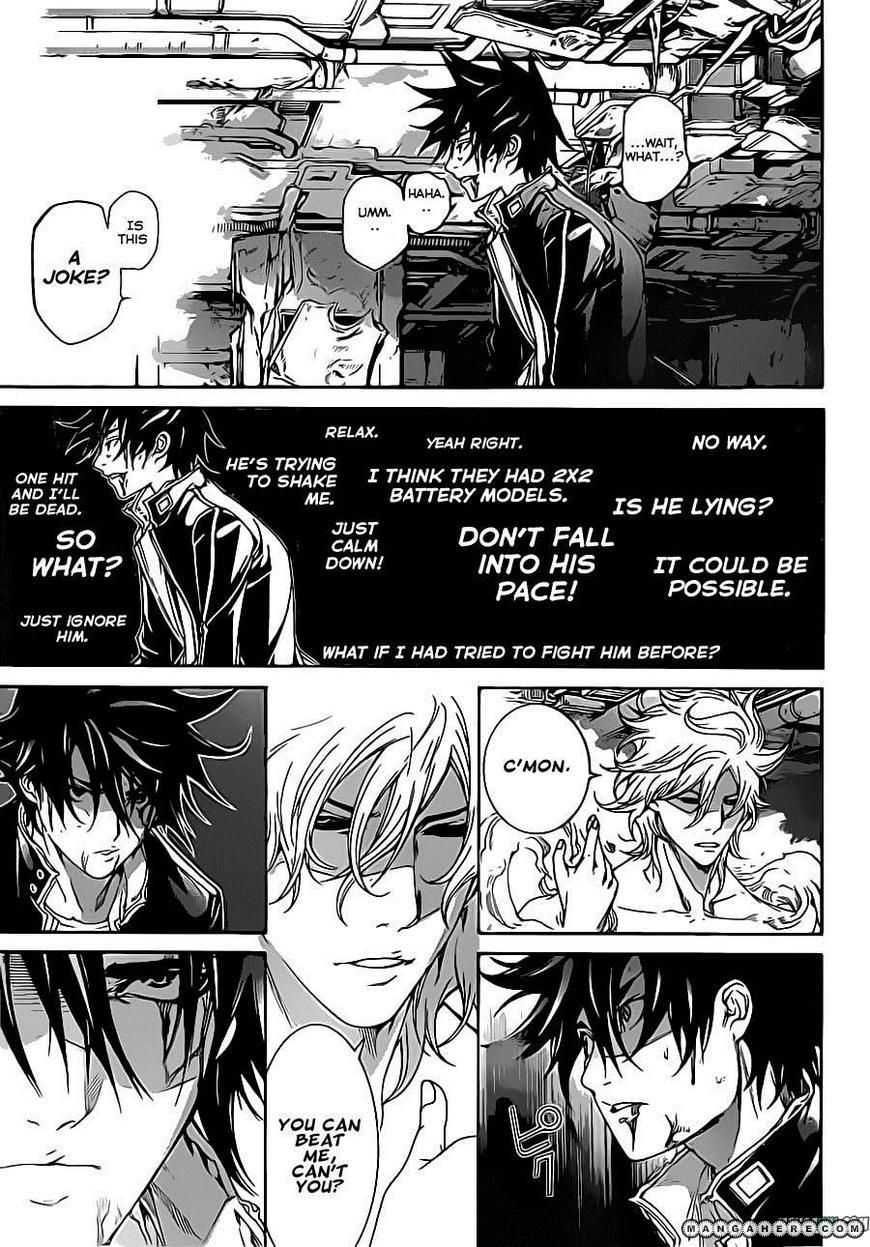 ...WAIT,
WHAT...?
HAHA.
..
UMM.
..
IS
THIS
A
JOKE?
NO WAY.
IS HE LYING?
IT COULD BE
POSSIBLE.
YEAH RIGHT.
I THINK THEY HAD 2X2
BATTERY MODELS.
DON'T FALL
INTO HIS
PACE!
RELAX.
HE'S TRYING
TO SHAKE
ME.
JUST
CALM
DOWN!
WHAT IF I HAD TRIED TO FIGHT HIM BEFORE?
ONE HIT
AND I'LL
BE DEAD.
SO
WHAT?
JUST IGNORE
HIM.
C'MON.
ピク
YOU CAN
BEAT
ME,
CAN'T
YOU?
MANGAHERE.COM